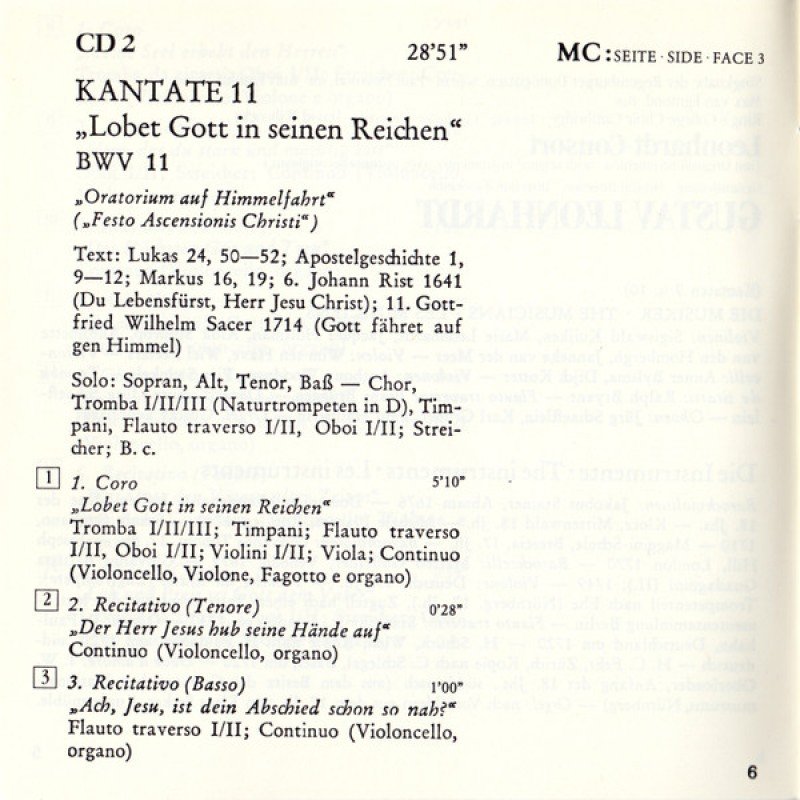 CD 2 28’51” MC: SEITE · SIDE · FACE 3
KANTATE 11
„Lobet Gott in seinen Reichen“
BWV 11
„Oratorium auf Himmelfahrt“
(„Festo Ascensionis Christi“)
Text: Lukas 24, 50—52; Apostelgeschichte 1,
9—12; Markus 16, 19; 6. Johann Rist 1641
(Du Lebensfürst, Herr Jesu Christ); 11. Gott-
fried Wilhelm Sacer 1714 (Gott fähret auf
gen Himmel)
Solo: Sopran, Alt, Tenor, Baß — Chor,
Tromba I/II/III (Naturtrompeten in D), Tim-
pani, Flauto traverso I/II, Oboi I/II; Strei-
cher; B. c.
1 1. Coro 5’10”
„Lobet Gott in seinen Reichen“
Tromba I/II/III; Timpani; Flauto traverso
I/II, Oboi I/II; Violini I/II; Viola; Continuo
(Violoncello, Violone, Fagotto e organo)
2 2. Recitativo (Tenore) 0’28”
„Der Herr Jesus hub seine Hände auf“
Continuo (Violoncello, organo)
3 3. Recitativo (Basso) 1’00”
„Ach, Jesu, ist dein Abschied schon so nah?“
Flauto traverso I/II; Continuo (Violoncello,
organo)
6